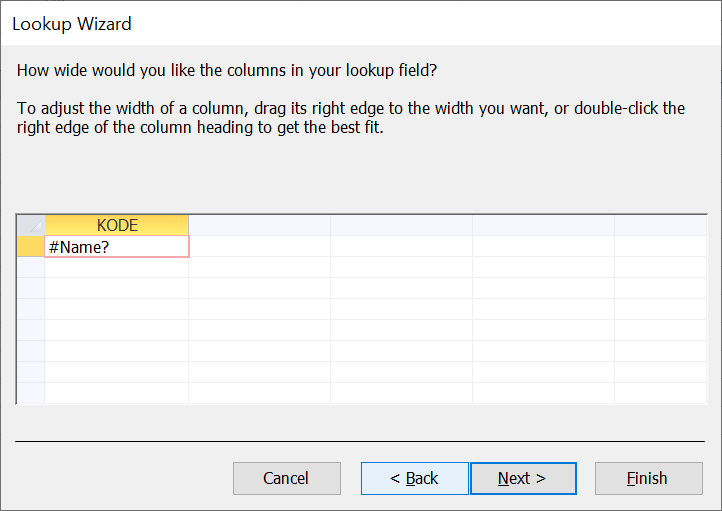 Lookup Wizard
How wide would you like the columns in your lookup field?
To adjust the width of a column, drag its right edge to the width you want, or double-click the
right edge of the column heading to get the best fit.
KODE
#Name?
Cancel
< Back
Next >
Finish